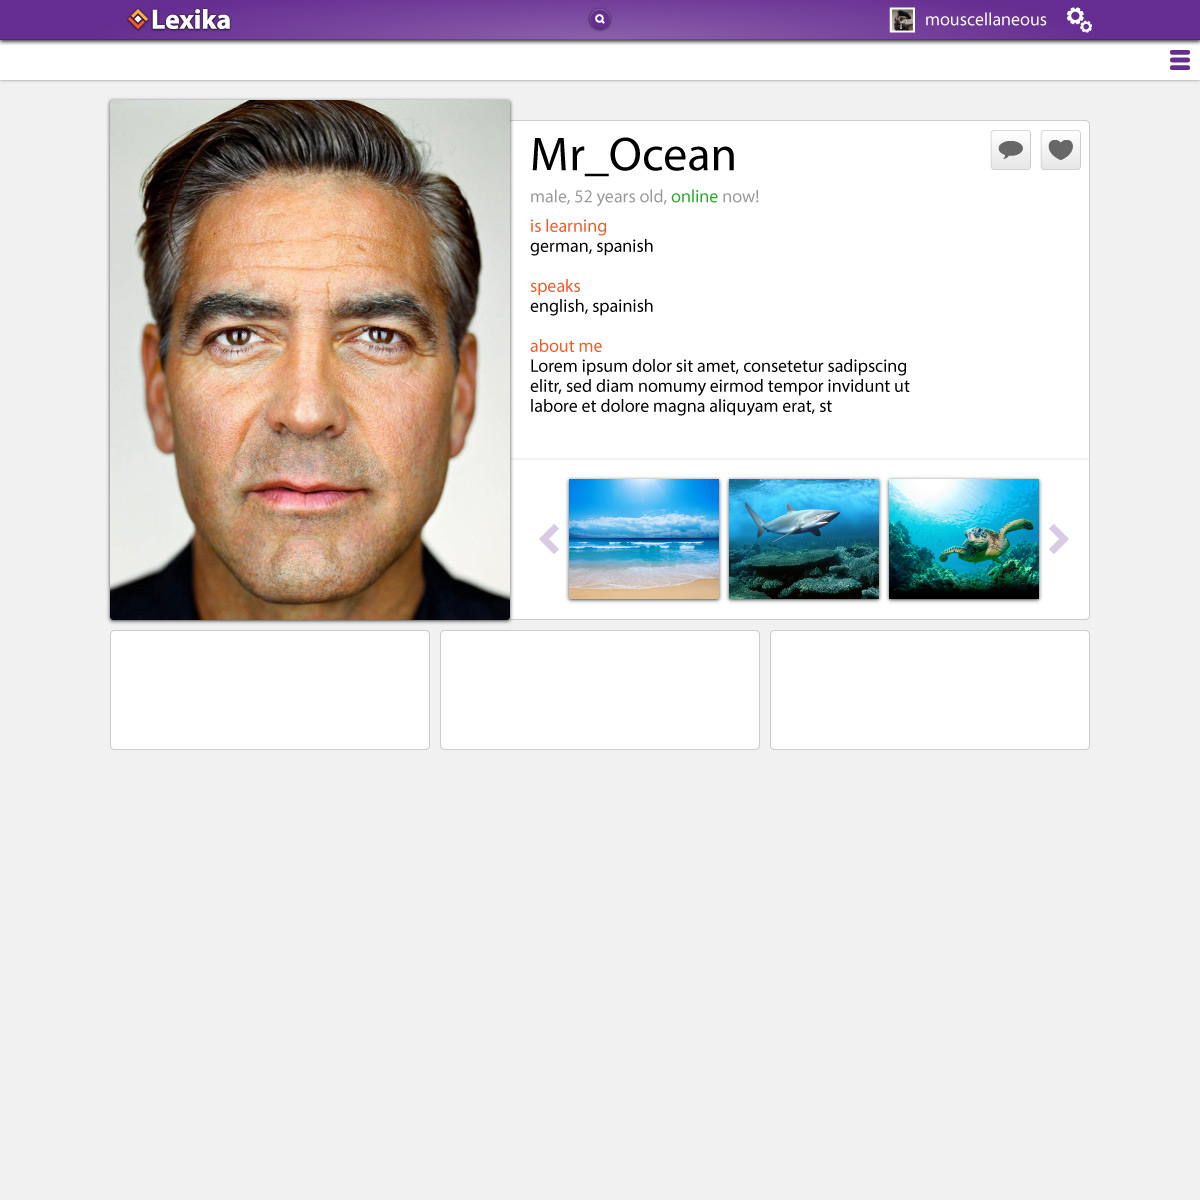 Lexika
mouscellaneous
Mr_Ocean
male, 52 years old, online now!
is learning
german, spanish
speaks
english, spainish
about me
Lorem ipsum dolor sit amet, consetetur sadipscing
elitr, sed diam nomumy eirmod tempor invidunt ut
labore et dolore magna aliquyam erat, st